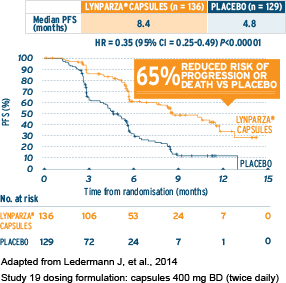 LYNPARZA® CAPSULES (n = 136) PLACEBO (n = 129)
Median PFS (months) 8.4 4.8
HR = 0.35 (95% CI = 0.25-0.49) P<0.00001
65% REDUCED RISK OF PROGRESSION OR DEATH VS PLACEBO
PFS (%)
100
90
80
70
60
50
40
30
20
10
0
LYNPARZA® CAPSULES
PLACEBO
0 3 6 9 12 15
Time from randomisation (months)
No. at risk
LYNPARZA® CAPSULES 136 106 53 24 7 0
PLACEBO 129 72 24 7 1 0
Adapted from Ledermann J, et al., 2014
Study 19 dosing formulation: capsules 400 mg BD (twice daily)